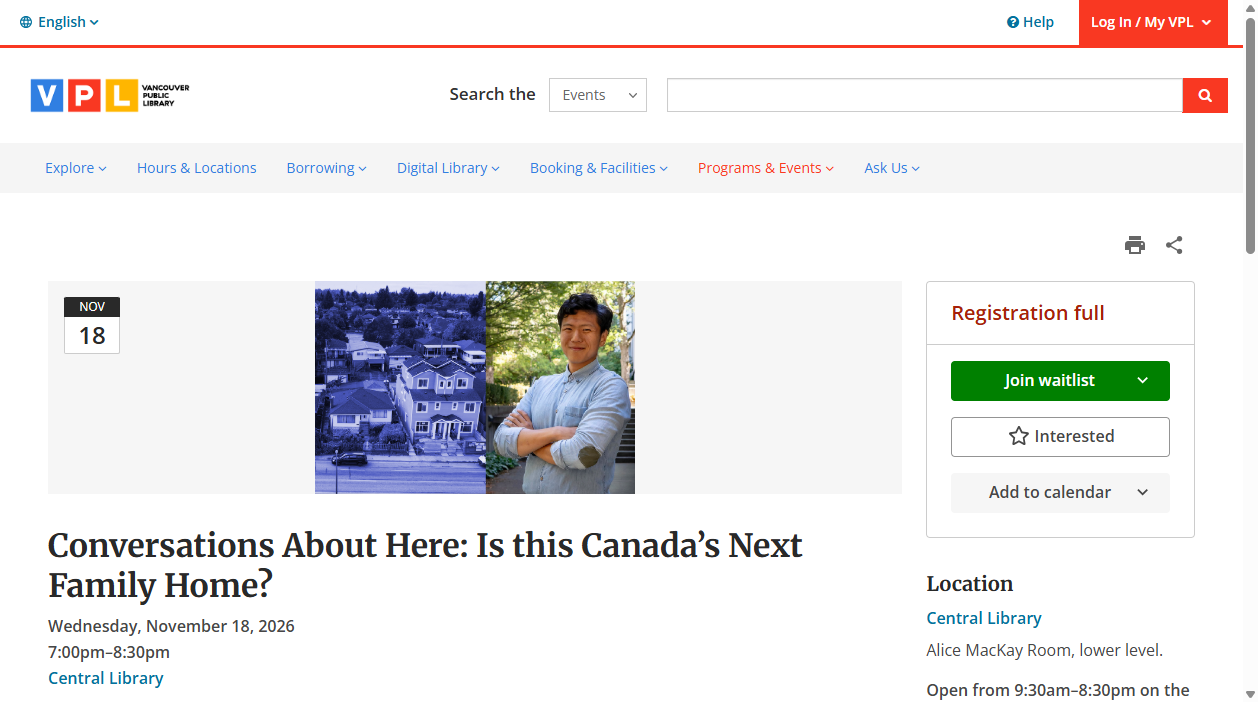 English
Help
Log In / My VPL
V P L VANCOUVER
PUBLIC
LIBRARY
Search the
Events
Explore
Hours & Locations
Borrowing
Digital Library
Booking & Facilities
Programs & Events
Ask Us
NOV
18
Registration full
Join waitlist
Interested
Add to calendar
Conversations About Here: Is this Canada’s Next
Family Home?
Wednesday, November 18, 2026
7:00pm–8:30pm
Central Library
Location
Central Library
Alice MacKay Room, lower level.
Open from 9:30am–8:30pm on the